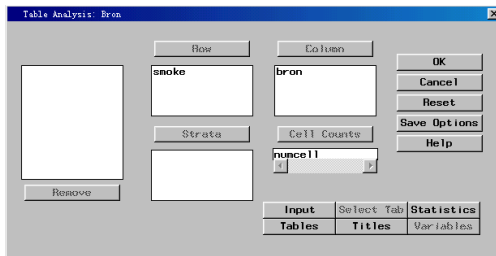 Table Analysis: Bron
Row
Column
smoke
bron
OK
Cancel
Reset
Save Options
Help
Strata
Cell Counts
numcell
Remove
Input
Select Tab
Statistics
Tables
Titles
Variables